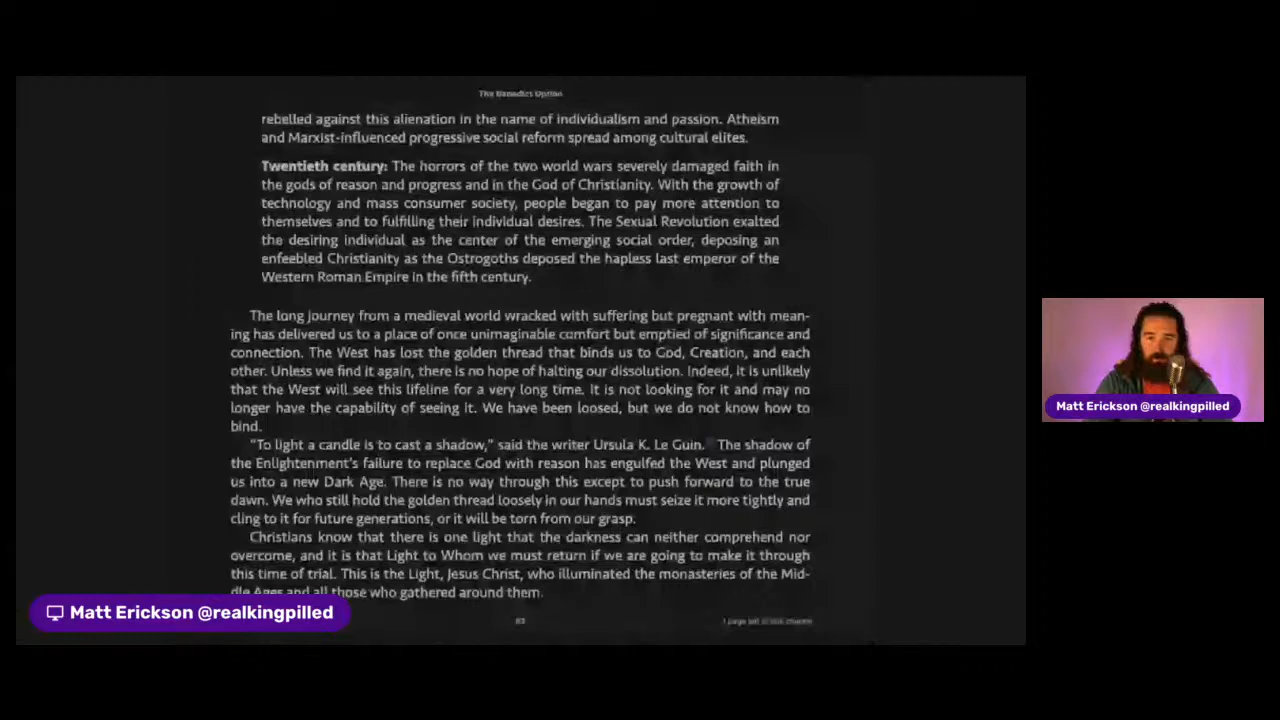 The Benedict Option
rebelled against this alienation in the name of individualism and passion. Atheism
and Marxist-influenced progressive social reform spread among cultural elites.
Twentieth century: The horrors of the two world wars severely damaged faith in
the gods of reason and progress and in the God of Christianity. With the growth of
technology and mass consumer society, people began to pay more attention to
themselves and to fulfilling their individual desires. The Sexual Revolution exalted
the desiring individual as the center of the emerging social order, deposing an
enfeebled Christianity as the Ostrogoths deposed the hapless last emperor of the
Western Roman Empire in the fifth century.
The long journey from a medieval world wracked with suffering but pregnant with mean-
ing has delivered us to a place of once unimaginable comfort but emptied of significance and
connection. The West has lost the golden thread that binds us to God, Creation, and each
other. Unless we find it again, there is no hope of halting our dissolution. Indeed, it is unlikely
that the West will see this lifeline for a very long time. It is not looking for it and may no
longer have the capability of seeing it. We have been loosed, but we do not know how to
bind.
"To light a candle is to cast a shadow," said the writer Ursula K. Le Guin. The shadow of
the Enlightenment's failure to replace God with reason has engulfed the West and plunged
us into a new Dark Age. There is no way through this except to push forward to the true
dawn. We who still hold the golden thread loosely in our hands must seize it more tightly and
cling to it for future generations, or it will be torn from our grasp.
Christians know that there is one light that the darkness can neither comprehend nor
overcome, and it is that Light to Whom we must return if we are going to make it through
this time of trial. This is the Light, Jesus Christ, who illuminated the monasteries of the Mid-
dle Ages and all those who gathered around them.
1 page left in this chapter
Matt Erickson @realkingpilled
Matt Erickson @realkingpilled